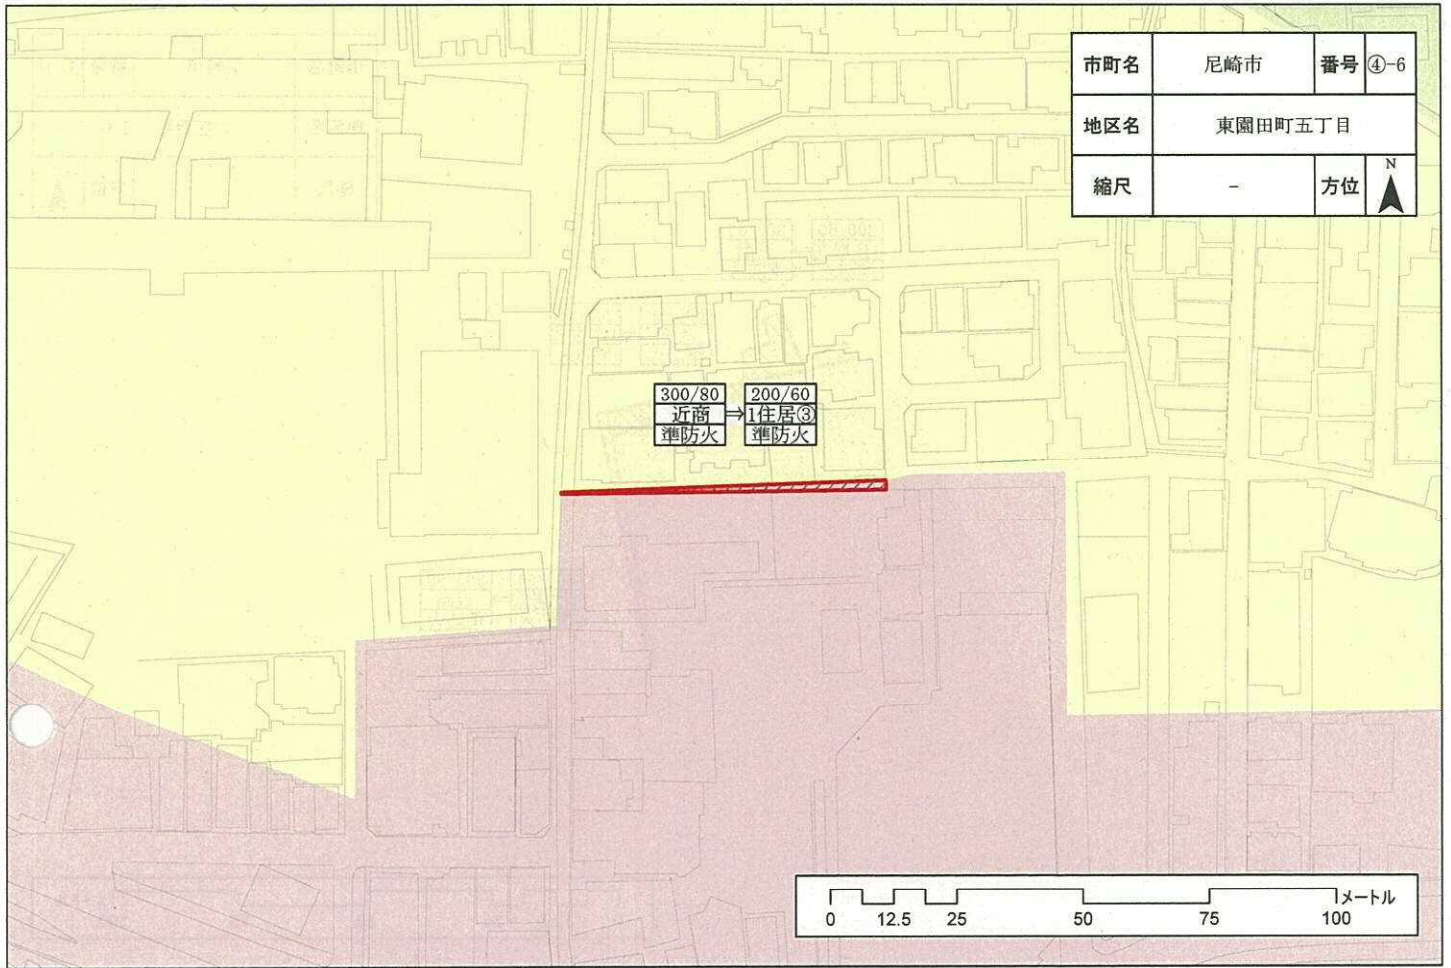 市町名 尼崎市 番号 ④-6
地区名 東園田町五丁目
縮尺 - 方位 N
300/80 200/60
近商 ⇒ 1住居③
準防火 準防火
0 12.5 25 50 75 100 メートル